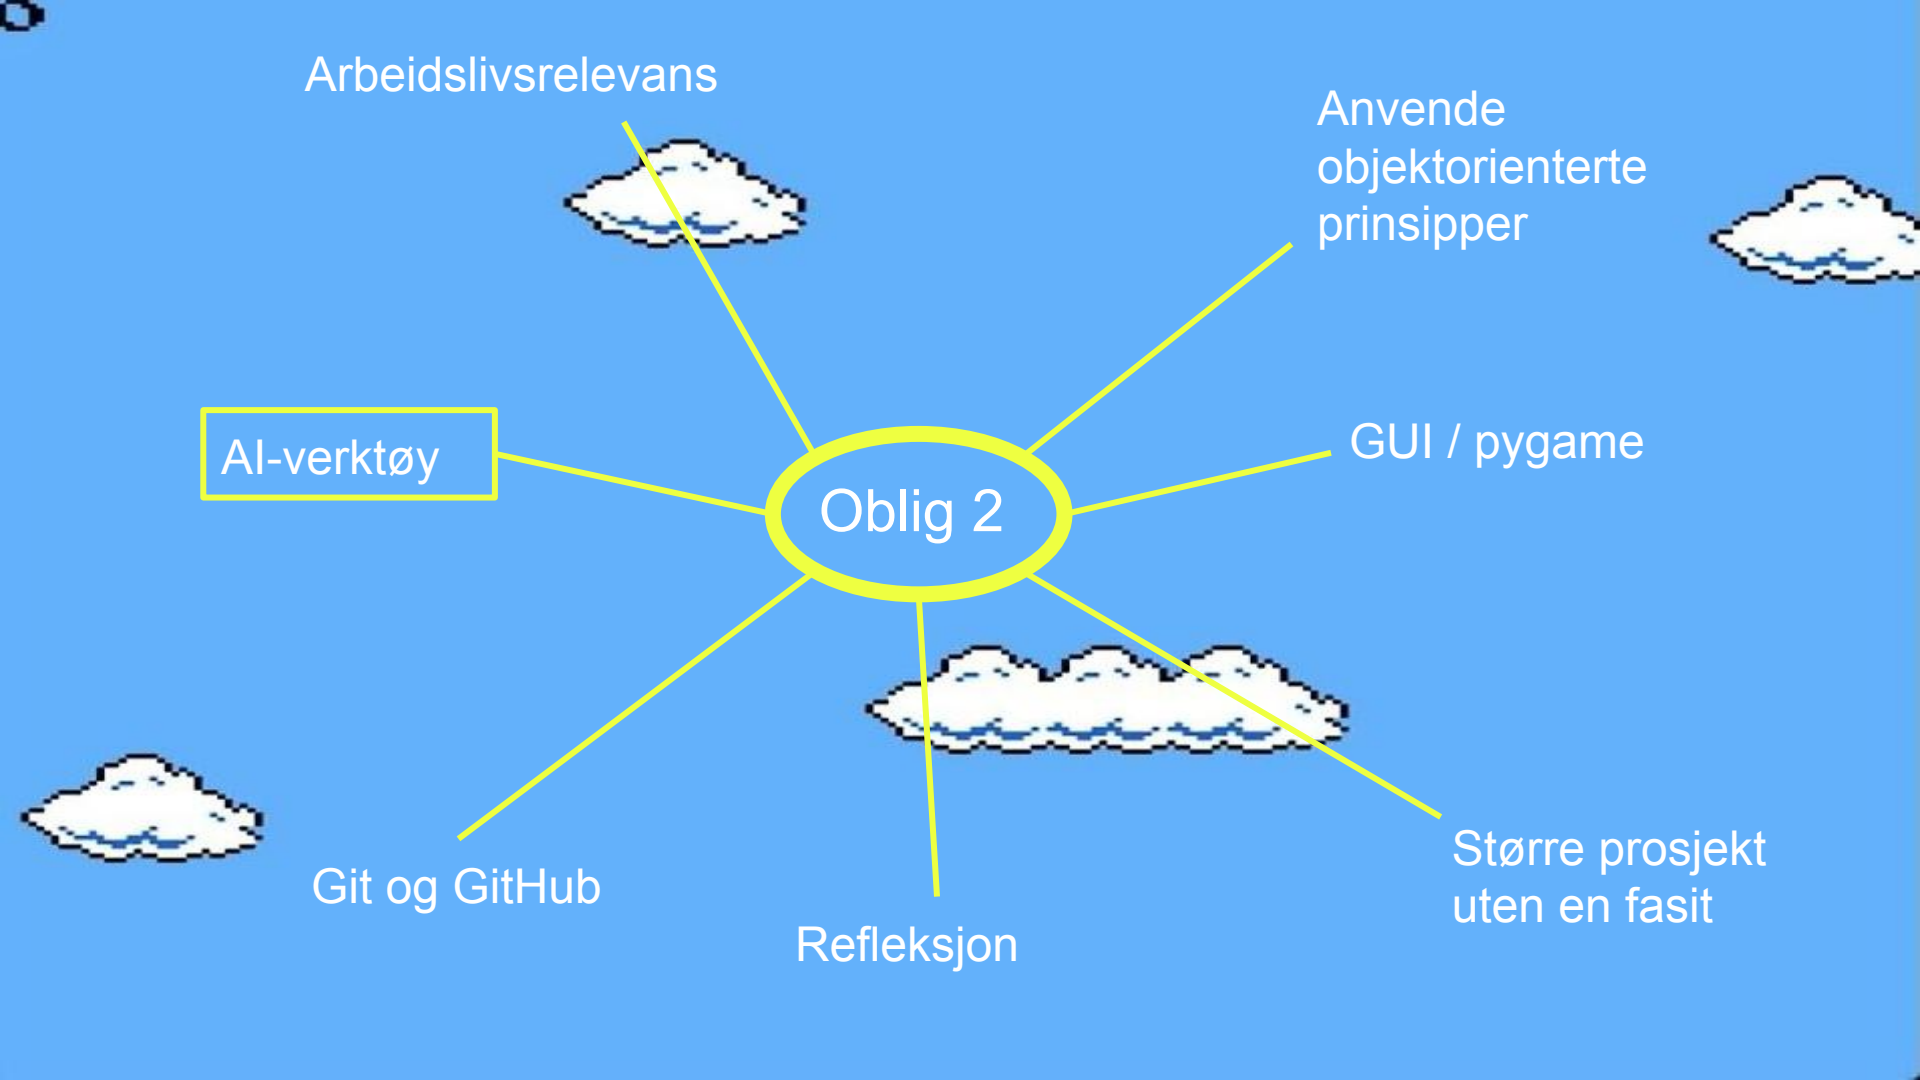 Arbeidslivsrelevans
Anvende
objektorienterte
prinsipper
AI-verktøy
GUI / pygame
Oblig 2
Git og GitHub
Refleksjon
Større prosjekt
uten en fasit